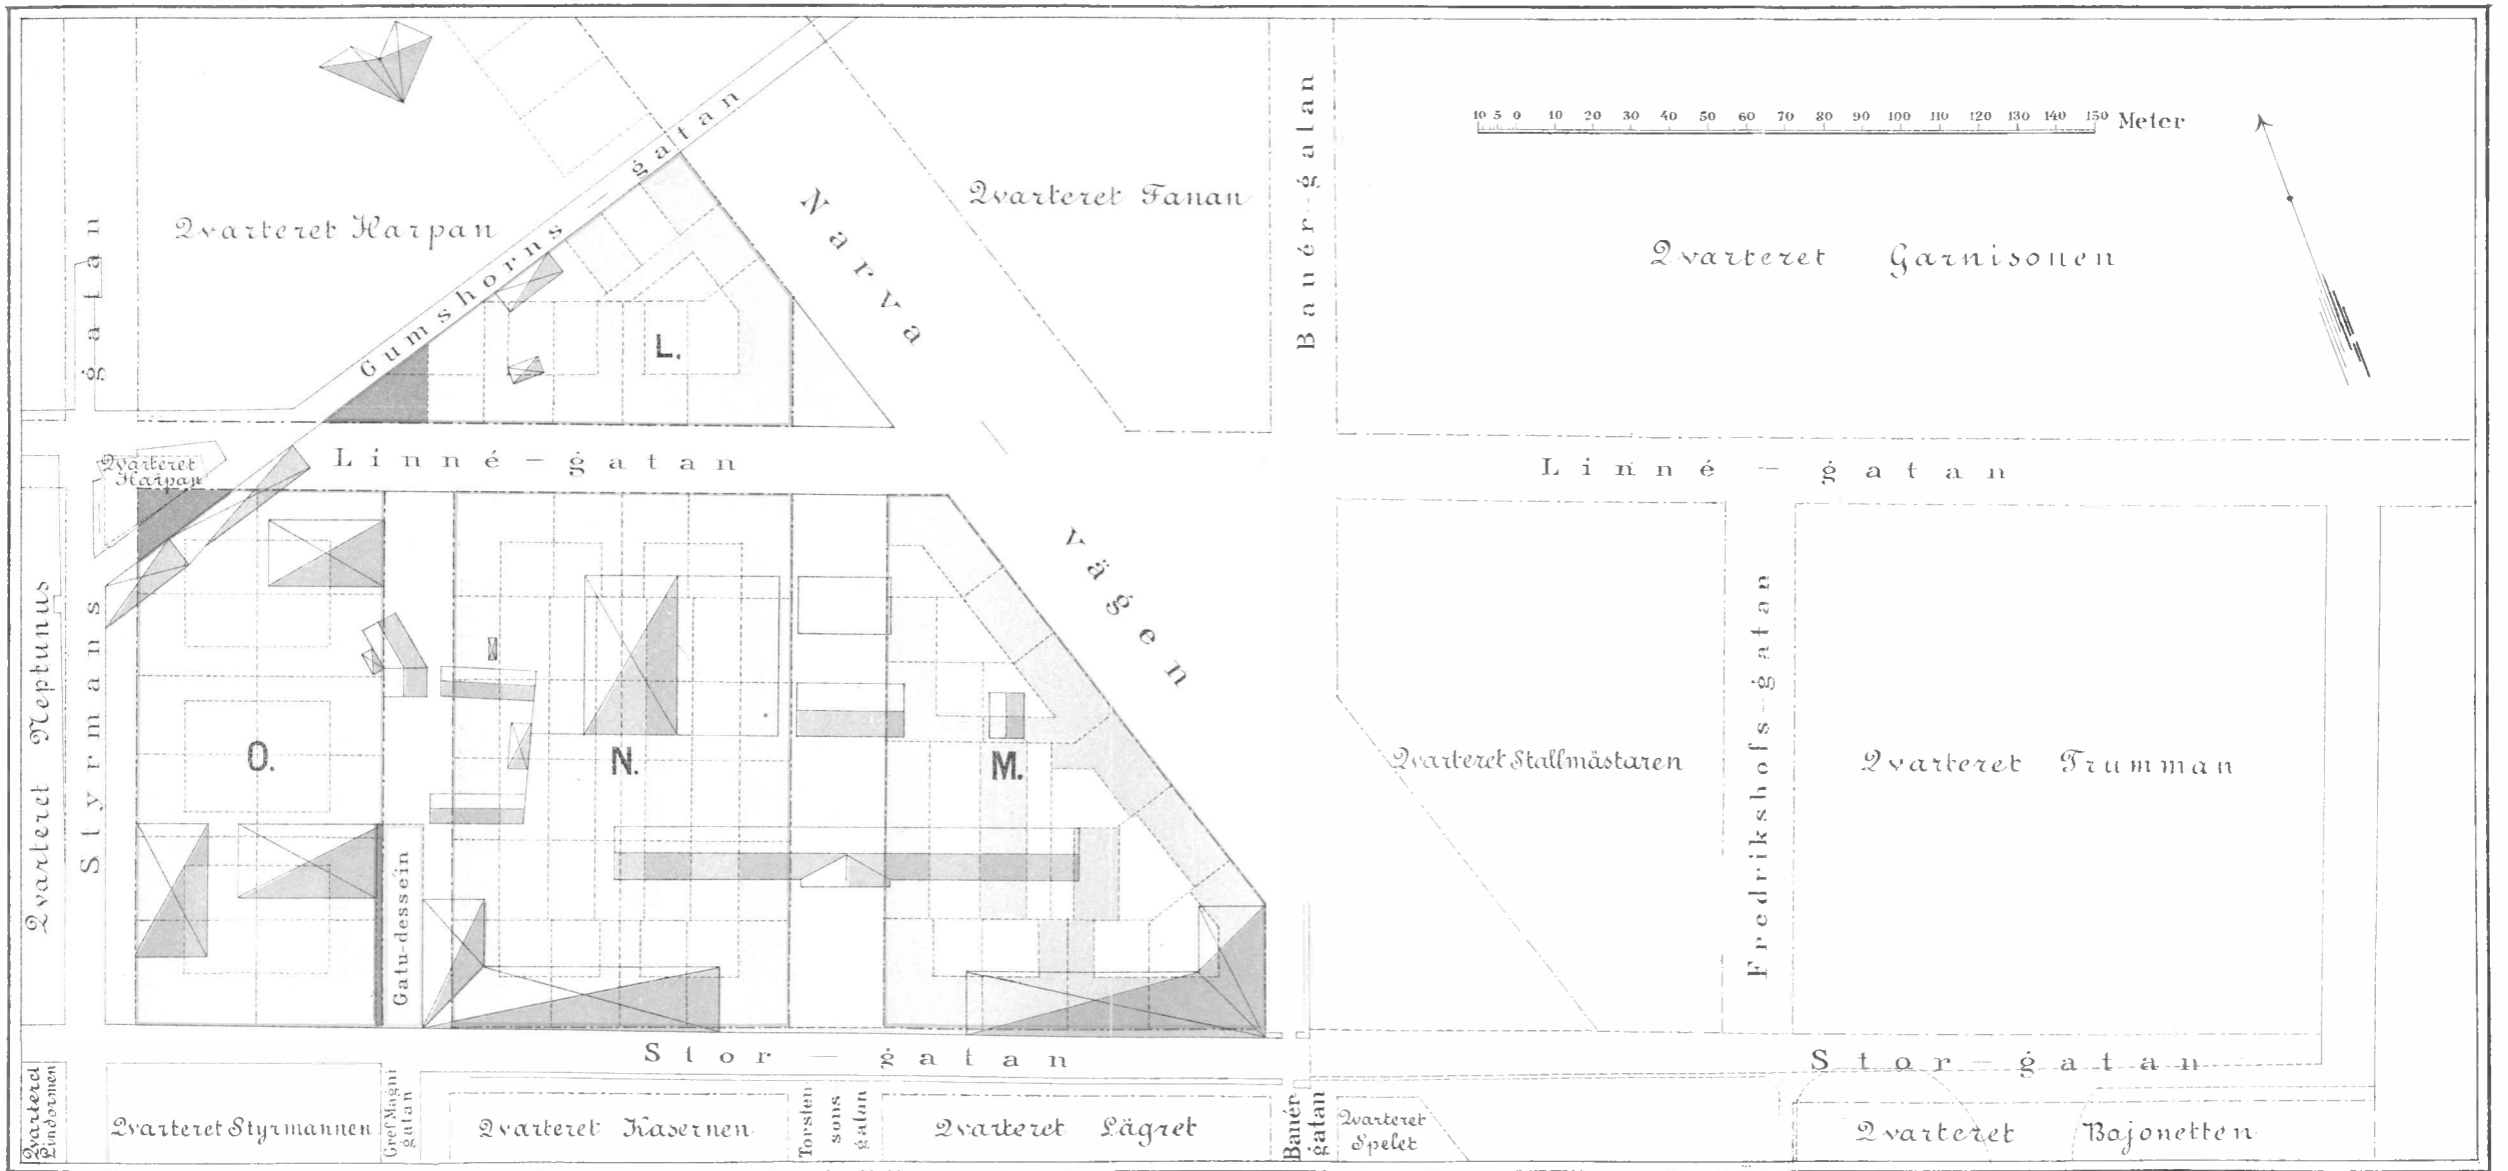 10 5 0 10 20 30 40 50 60 70 80 90 100 110 120 130 140 150 Meter
Qvarteret Harpan
Gumshorns - gatan
Narva
Qvarteret Fanan
Banér-gatan
Qvarteret Garnisonen
gatan
L.
Qvarteret
Harpan
Linné - gatan
Linné - gatan
vägen
Qvarteret Neptunus
Styrmans
O.
Gatu-dessein
N.
M.
Qvarteret Stallmästaren
Fredrikshofs-gatan
Qvarteret Trumman
Stor - gatan
Stor - gatan
Qvarteret
Lindormen
Qvarteret Styrmannen
Gref Magni
gatan
Qvarteret Kasernen
Torsten
sons
gatan
Qvarteret Lägret
Banér
gatan
Qvarteret
Spelet
Qvarteret Bajonetten